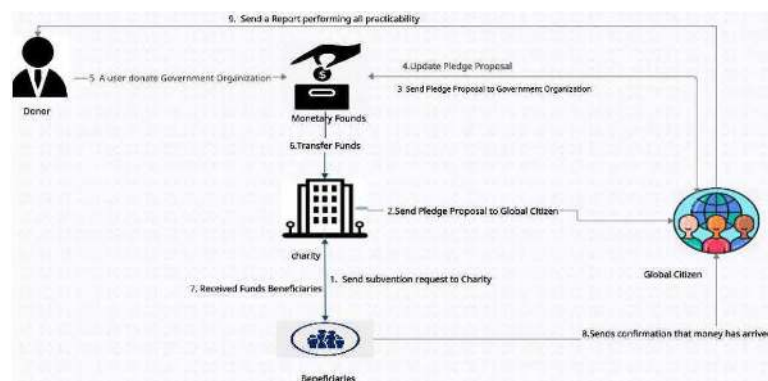 9. Send a Report performing all practicability
4.Update Pledge Proposal
5 A user donate Government Organization
3 Send Pledge Proposal to Government Organization
$
Donor
Monetary Founds
6.Transfer Funds
2.Send Pledge Proposal to Global Citizen
charity
Global Citizen
1. Send subvention request to Charity
7. Received Funds Beneficiaries
8.Sends confirmation that money has arrived
Beneficiaries